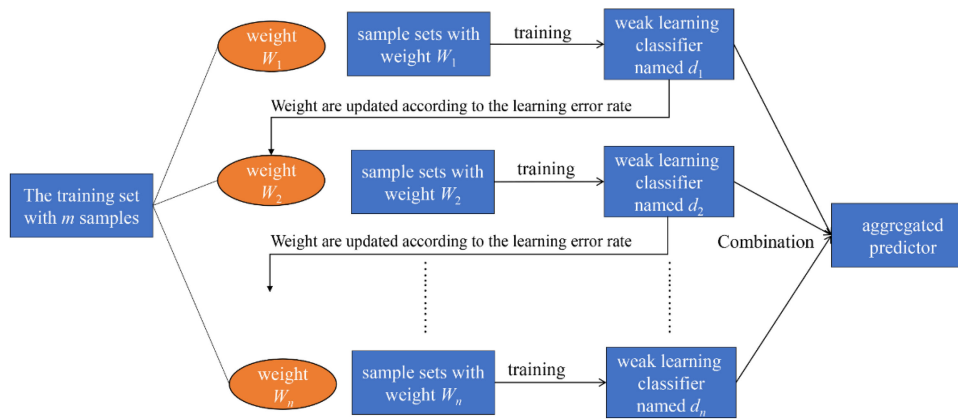 weight
W₁
sample sets with
weight W₁
training
weak learning
classifier
named d₁
Weight are updated according to the learning error rate
The training set
with m samples
weight
W₂
sample sets with
weight W₂
training
weak learning
classifier
named d₂
Weight are updated according to the learning error rate
Combination
aggregated
predictor
weight
Wₙ
sample sets with
weight Wₙ
training
weak learning
classifier
named dₙ